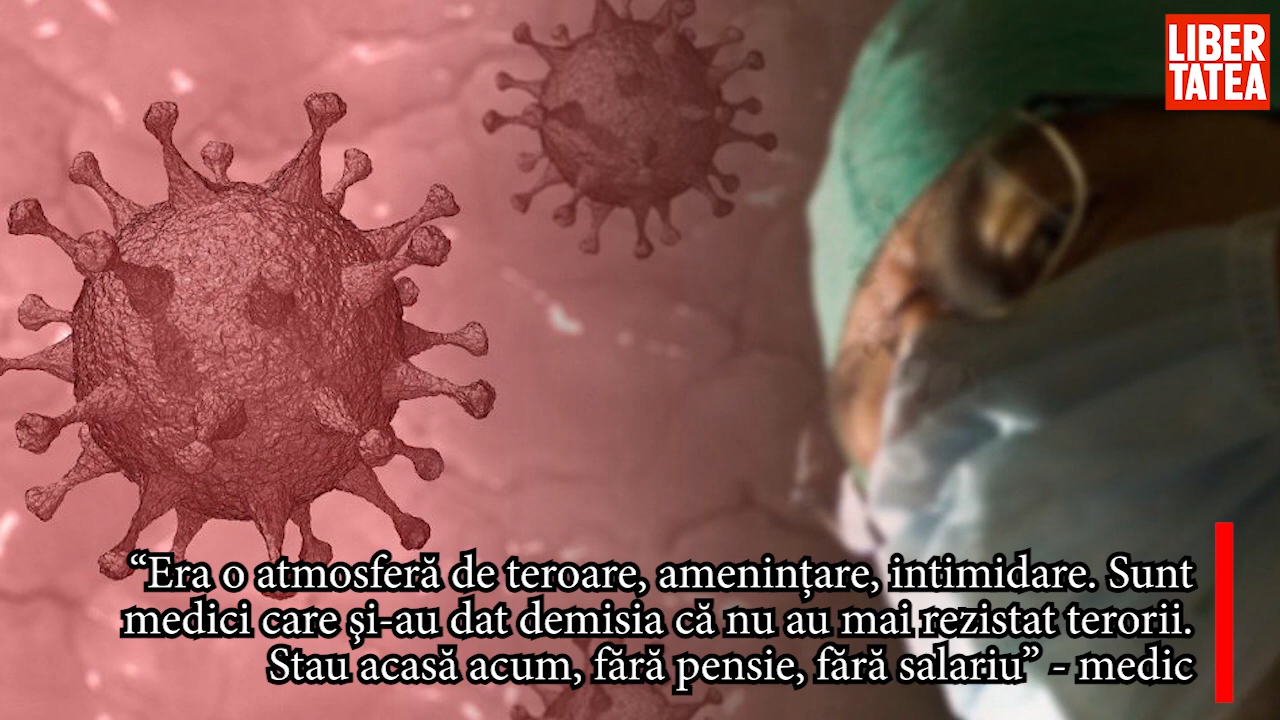 LIBER
TATEA
“Era o atmosferă de teroare, amenințare, intimidare. Sunt
medici care și-au dat demisia că nu au mai rezistat terorii.
Stau acasă acum, fără pensie, fără salariu” - medic